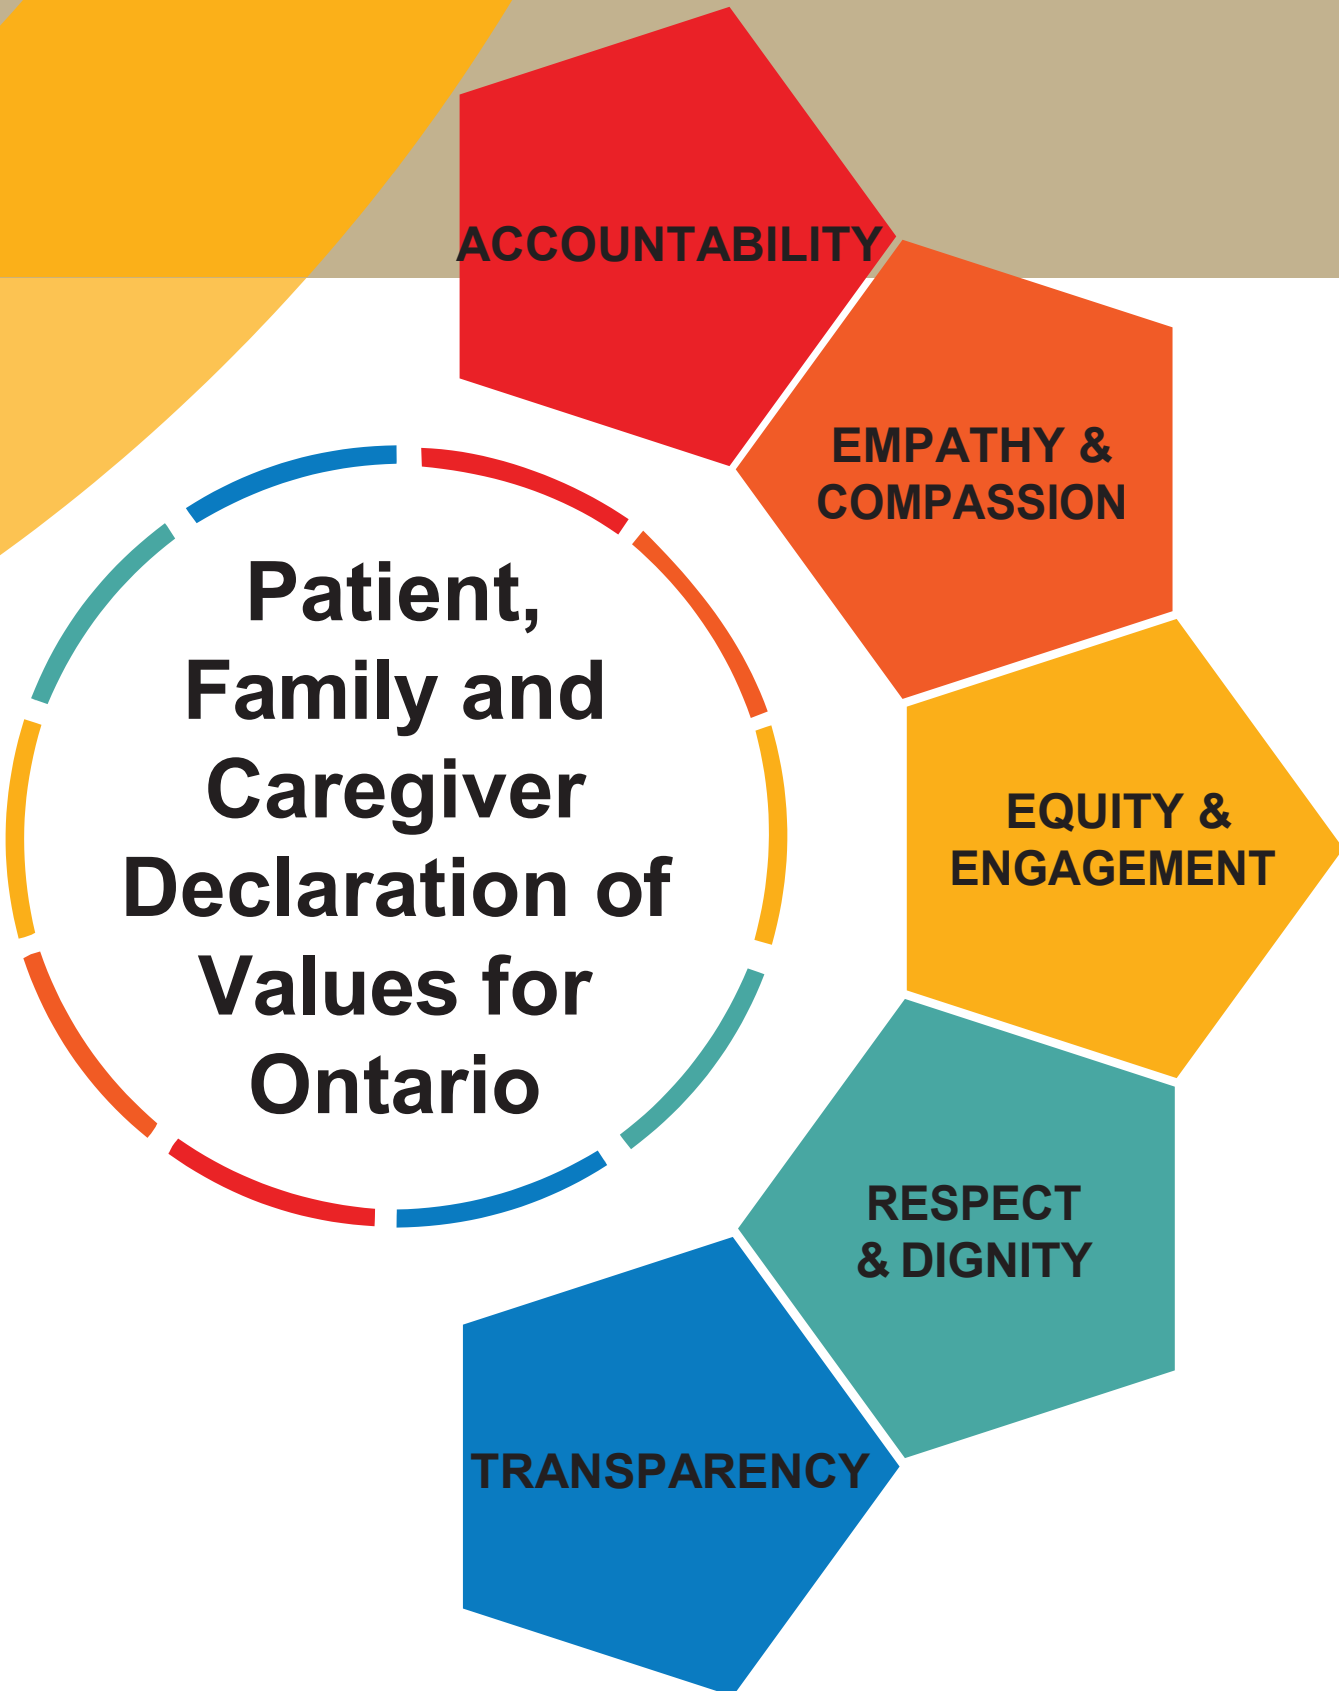 ACCOUNTABILITY
EMPATHY &
COMPASSION
Patient,
Family and
Caregiver
Declaration of
Values for
Ontario
EQUITY &
ENGAGEMENT
RESPECT
& DIGNITY
TRANSPARENCY